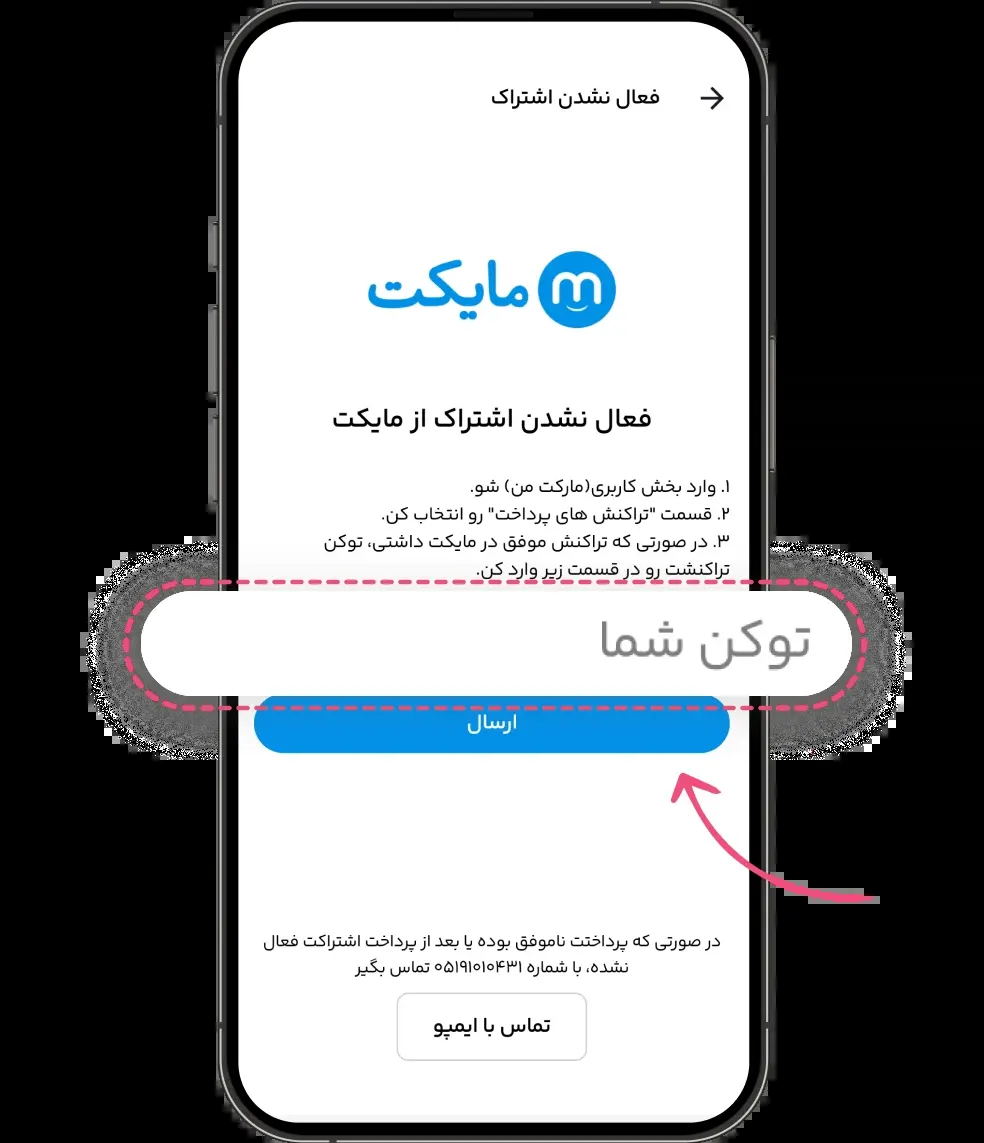 فعال نشدن اشتراک
مایکت
فعال نشدن اشتراک از مایکت
۱. وارد بخش کاربری(مارکت من) شو.
۲. قسمت "تراکنش های پرداخت" رو انتخاب کن.
۳. در صورتی که تراکنش موفق در مایکت داشتی، توکن
تراکنشت رو در قسمت زیر وارد کن.
توکن شما
ارسال
در صورتی که پرداختت ناموفق بوده یا بعد از پرداخت اشتراکت فعال
نشده، با شماره ۰۵۱۹۱۰۱۰۴۳۱ تماس بگیر
تماس با ایمپو